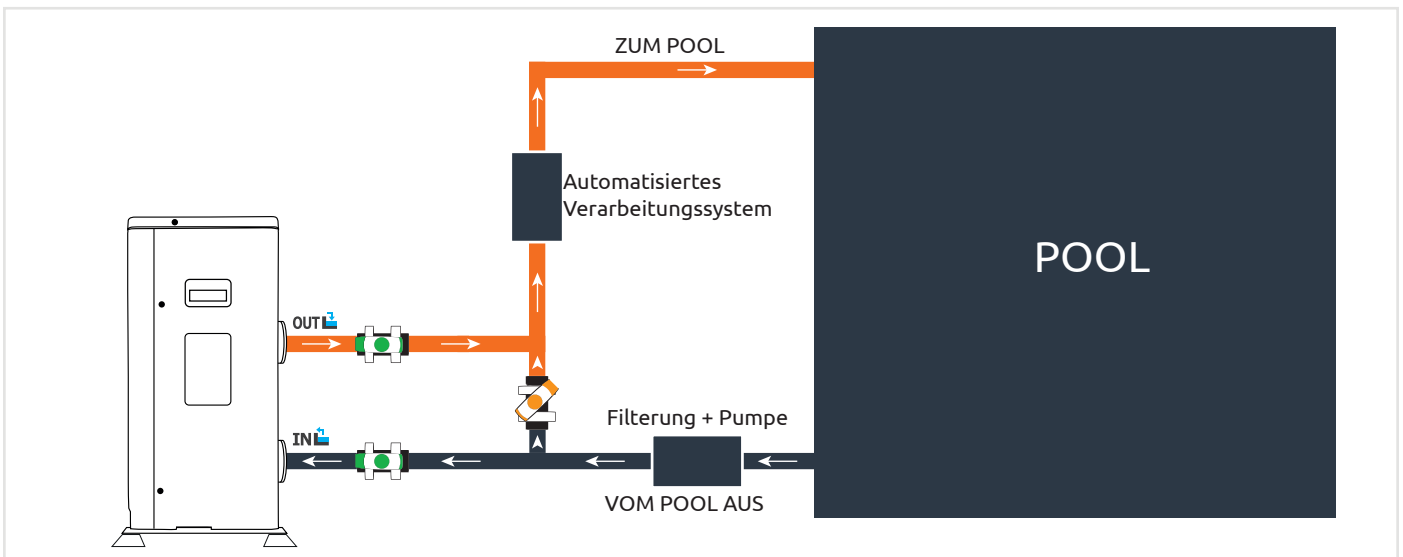 ZUM POOL
Automatisiertes
Verarbeitungssystem
POOL
OUT
IN
Filterung + Pumpe
VOM POOL AUS